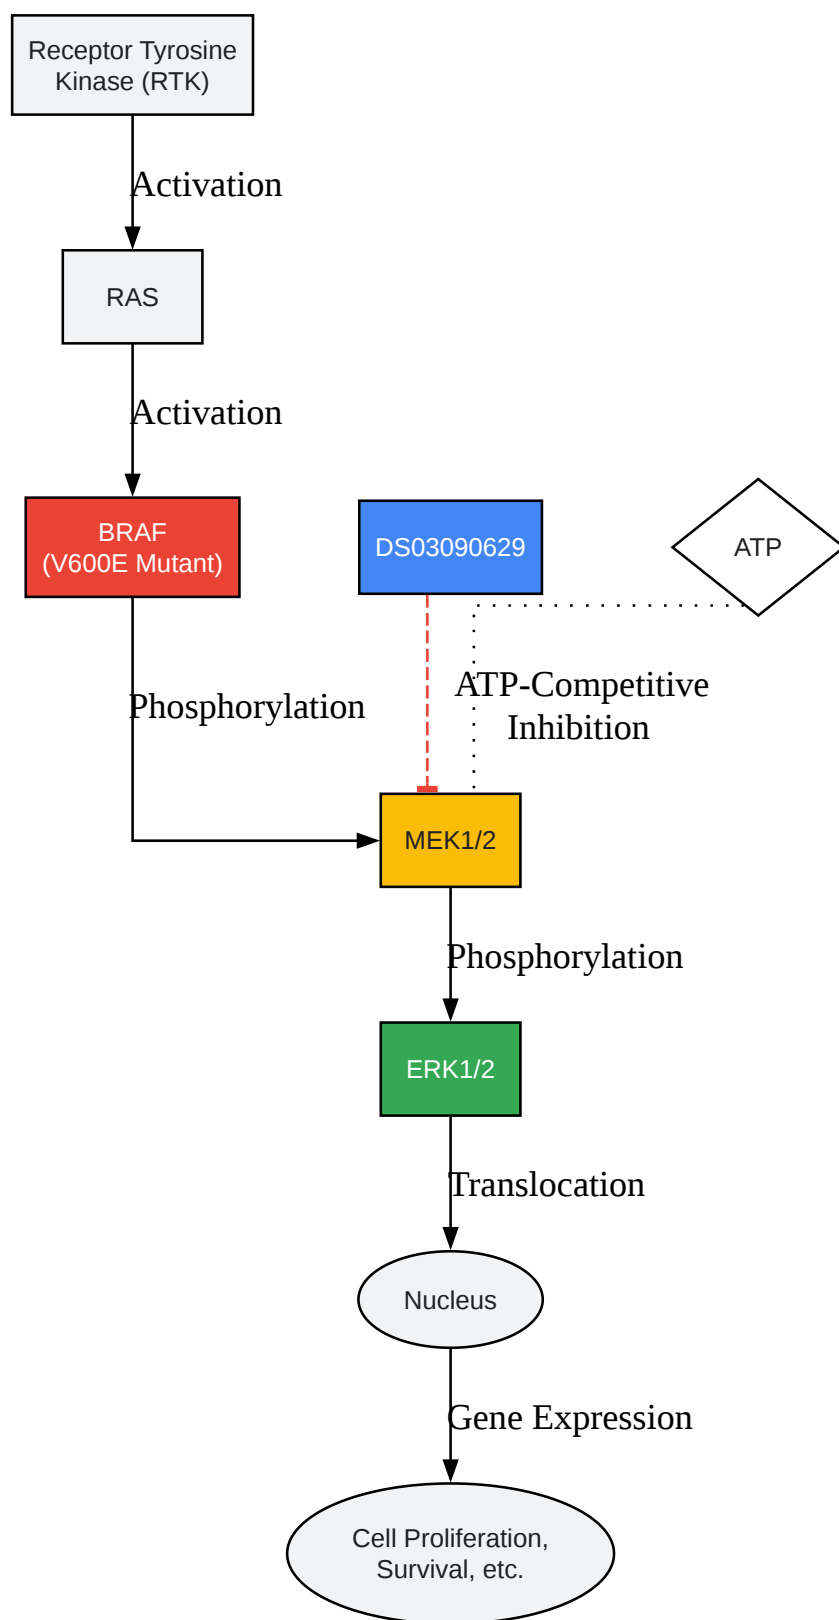 Receptor Tyrosine
Kinase (RTK)
Activation
RAS
Activation
BRAF
(V600E Mutant)
DS03090629
ATP
Phosphorylation
ATP-Competitive
Inhibition
MEK1/2
Phosphorylation
ERK1/2
Translocation
Nucleus
Gene Expression
Cell Proliferation,
Survival, etc.